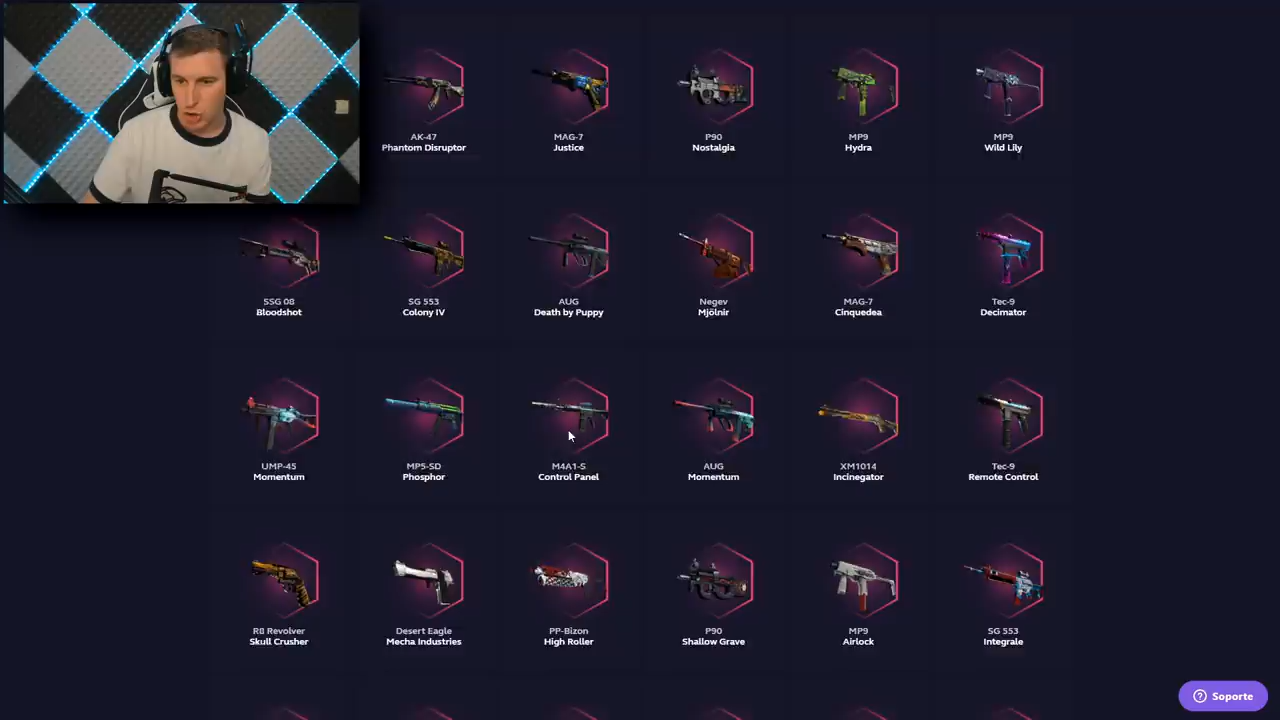 AK-47
Phantom Disruptor
MAG-7
Justice
P90
Nostalgia
MP9
Hydra
MP9
Wild Lily
SSG 08
Bloodshot
SG 553
Colony IV
AUG
Death by Puppy
Negev
Mjölnir
MAG-7
Cinquedea
Tec-9
Decimator
UMP-45
Momentum
MP5-SD
Phosphor
M4A1-S
Control Panel
AUG
Momentum
XM1014
Incinegator
Tec-9
Remote Control
R8 Revolver
Skull Crusher
Desert Eagle
Mecha Industries
PP-Bizon
High Roller
P90
Shallow Grave
MP9
Airlock
SG 553
Integrale
Soporte